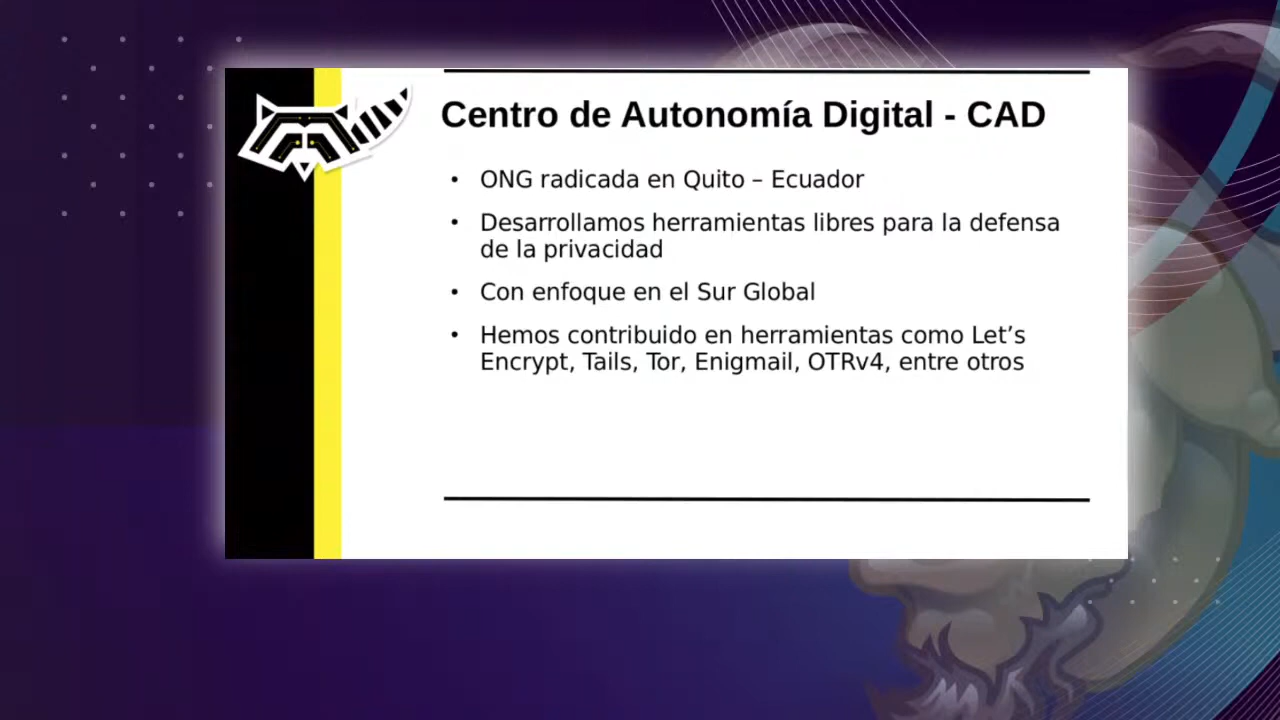 Centro de Autonomía Digital - CAD
• ONG radicada en Quito – Ecuador
• Desarrollamos herramientas libres para la defensa
de la privacidad
• Con enfoque en el Sur Global
• Hemos contribuido en herramientas como Let’s
Encrypt, Tails, Tor, Enigmail, OTRv4, entre otros